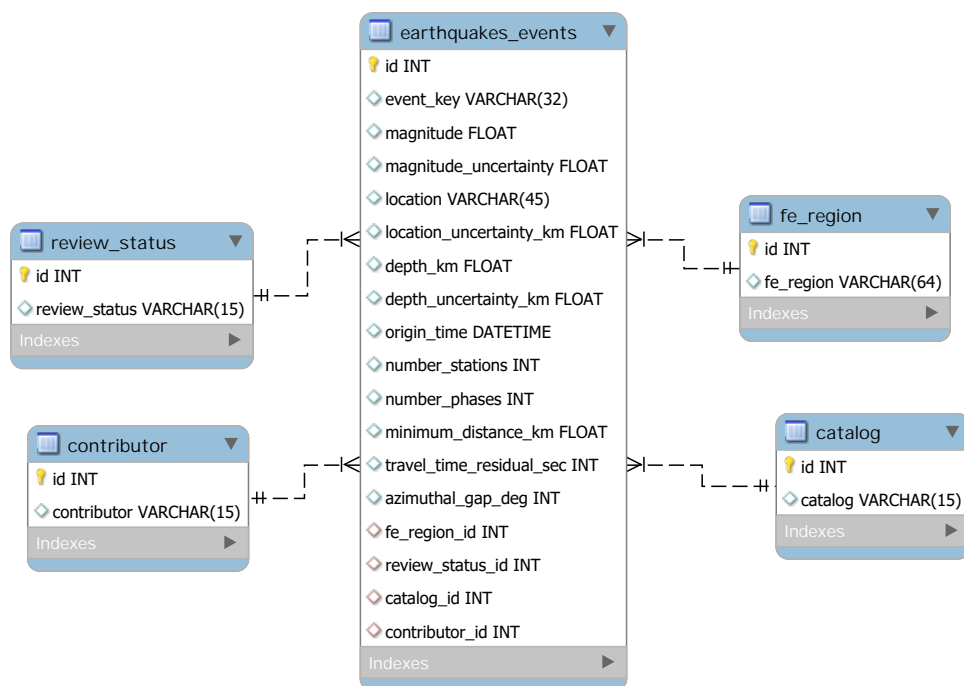 earthquakes_events
id INT
event_key VARCHAR(32)
magnitude FLOAT
magnitude_uncertainty FLOAT
location VARCHAR(45)
location_uncertainty_km FLOAT
depth_km FLOAT
depth_uncertainty_km FLOAT
origin_time DATETIME
number_stations INT
number_phases INT
minimum_distance_km FLOAT
travel_time_residual_sec INT
azimuthal_gap_deg INT
fe_region_id INT
review_status_id INT
catalog_id INT
contributor_id INT
Indexes
review_status
id INT
review_status VARCHAR(15)
Indexes
contributor
id INT
contributor VARCHAR(15)
Indexes
fe_region
id INT
fe_region VARCHAR(64)
Indexes
catalog
id INT
catalog VARCHAR(15)
Indexes